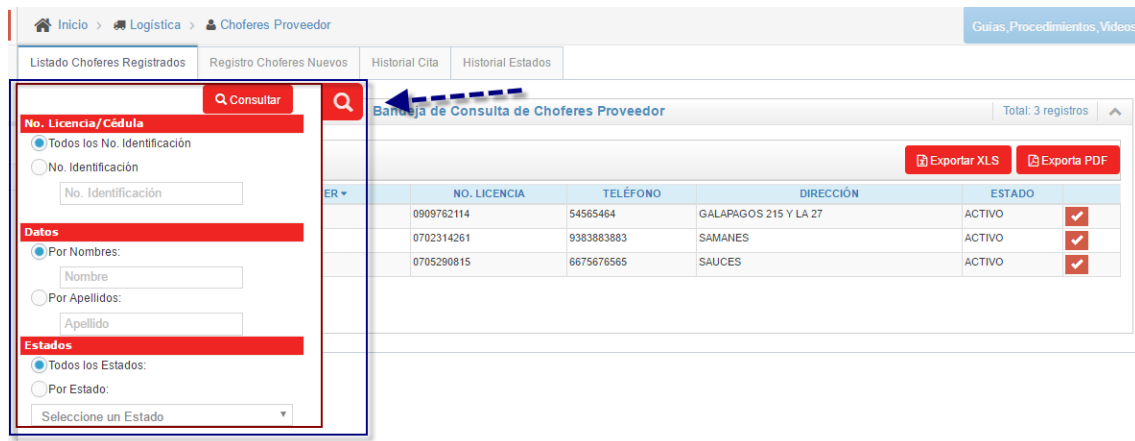 Inicio > Logística > Choferes Proveedor
Guías,Procedimientos,Videos
Listado Choferes Registrados Registro Choferes Nuevos Historial Cita Historial Estados
Consultar
Bandeja de Consulta de Choferes Proveedor Total: 3 registros
No. Licencia/Cédula
Todos los No. Identificación
No. Identificación
No. Identificación
Exportar XLS Exporta PDF
ER NO. LICENCIA TELÉFONO DIRECCIÓN ESTADO
0909762114 54565464 GALAPAGOS 215 Y LA 27 ACTIVO
0702314261 9383883883 SAMANES ACTIVO
0705290815 6675676565 SAUCES ACTIVO
Datos
Por Nombres:
Nombre
Por Apellidos:
Apellido
Estados
Todos los Estados:
Por Estado:
Seleccione un Estado